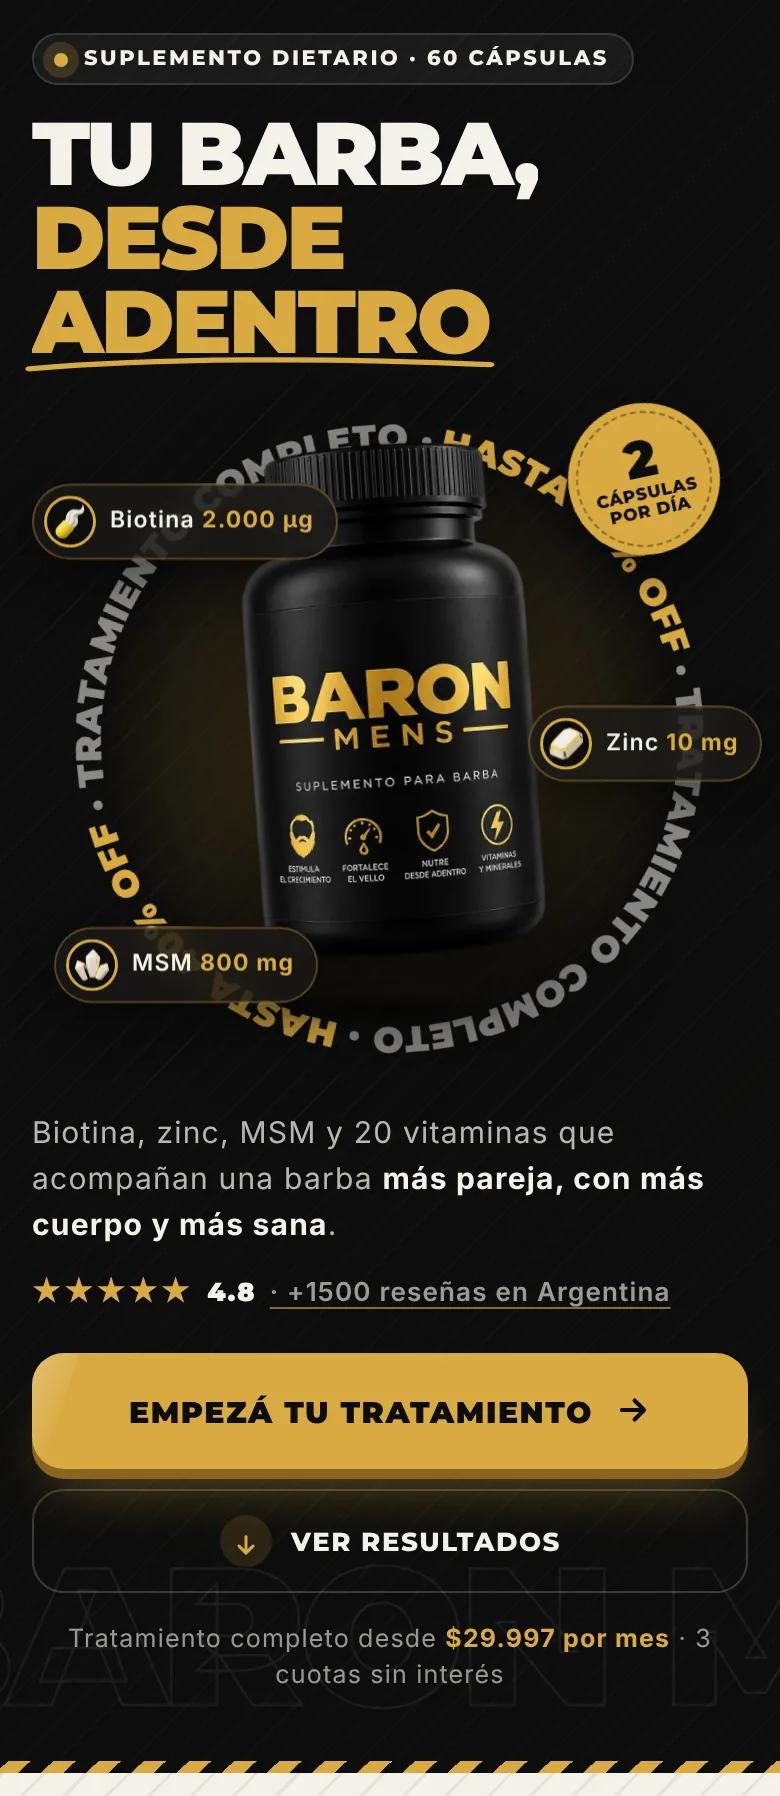 SUPLEMENTO DIETARIO · 60 CÁPSULAS
TU BARBA,
DESDE
ADENTRO
COMPLETO · HASTA
% OFF · TRATAMIENTO COMPLETO · HASTA
% OFF · TRATAMIENTO
2
CÁPSULAS
POR DÍA
Biotina 2.000 µg
BARON
MENS
SUPLEMENTO PARA BARBA
ESTIMULA
EL CRECIMIENTO
FORTALECE
EL VELLO
NUTRE
DESDE ADENTRO
VITAMINAS
Y MINERALES
Zinc 10 mg
MSM 800 mg
Biotina, zinc, MSM y 20 vitaminas que
acompañan una barba más pareja, con más
cuerpo y más sana.
★★★★★ 4.8 · +1500 reseñas en Argentina
EMPEZÁ TU TRATAMIENTO →
↓ VER RESULTADOS
BARON M
Tratamiento completo desde $29.997 por mes · 3
cuotas sin interés